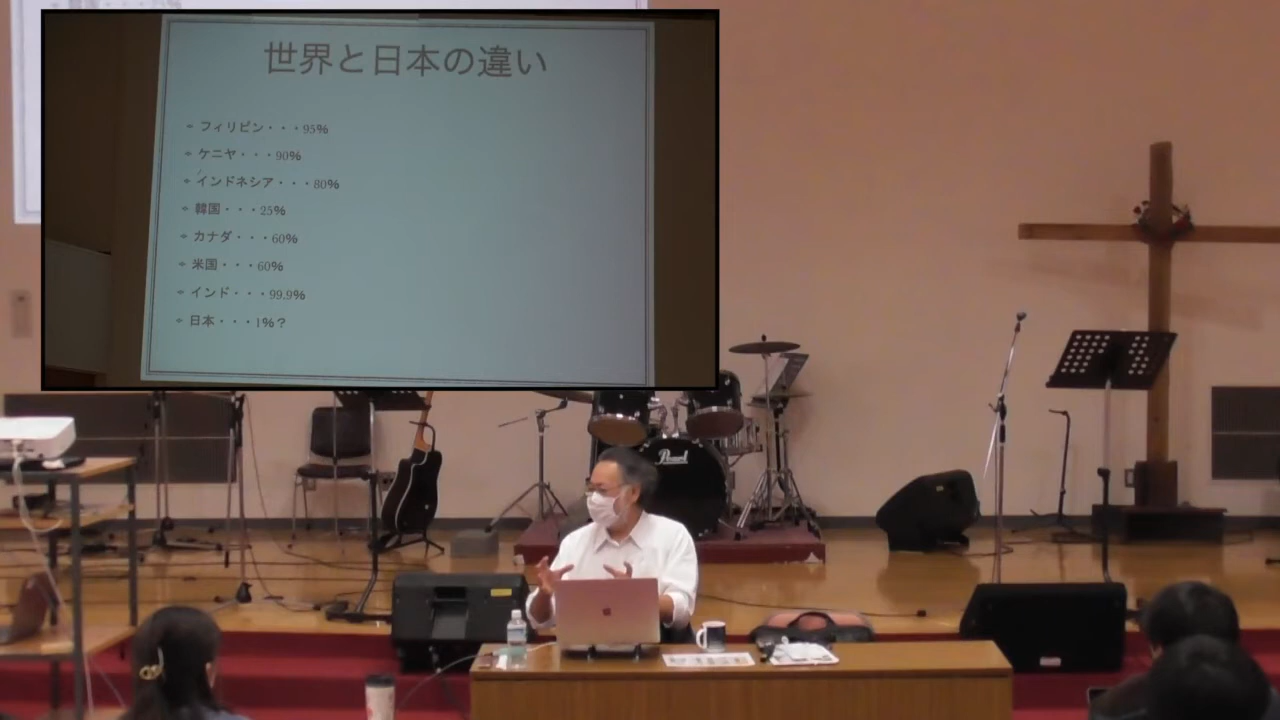 世界と日本の違い
フィリピン・・・95%
ケニヤ・・・90%
インドネシア・・・80%
韓国・・・25%
カナダ・・・60%
米国・・・60%
インド・・・99.9%
日本・・・1%？
Pearl